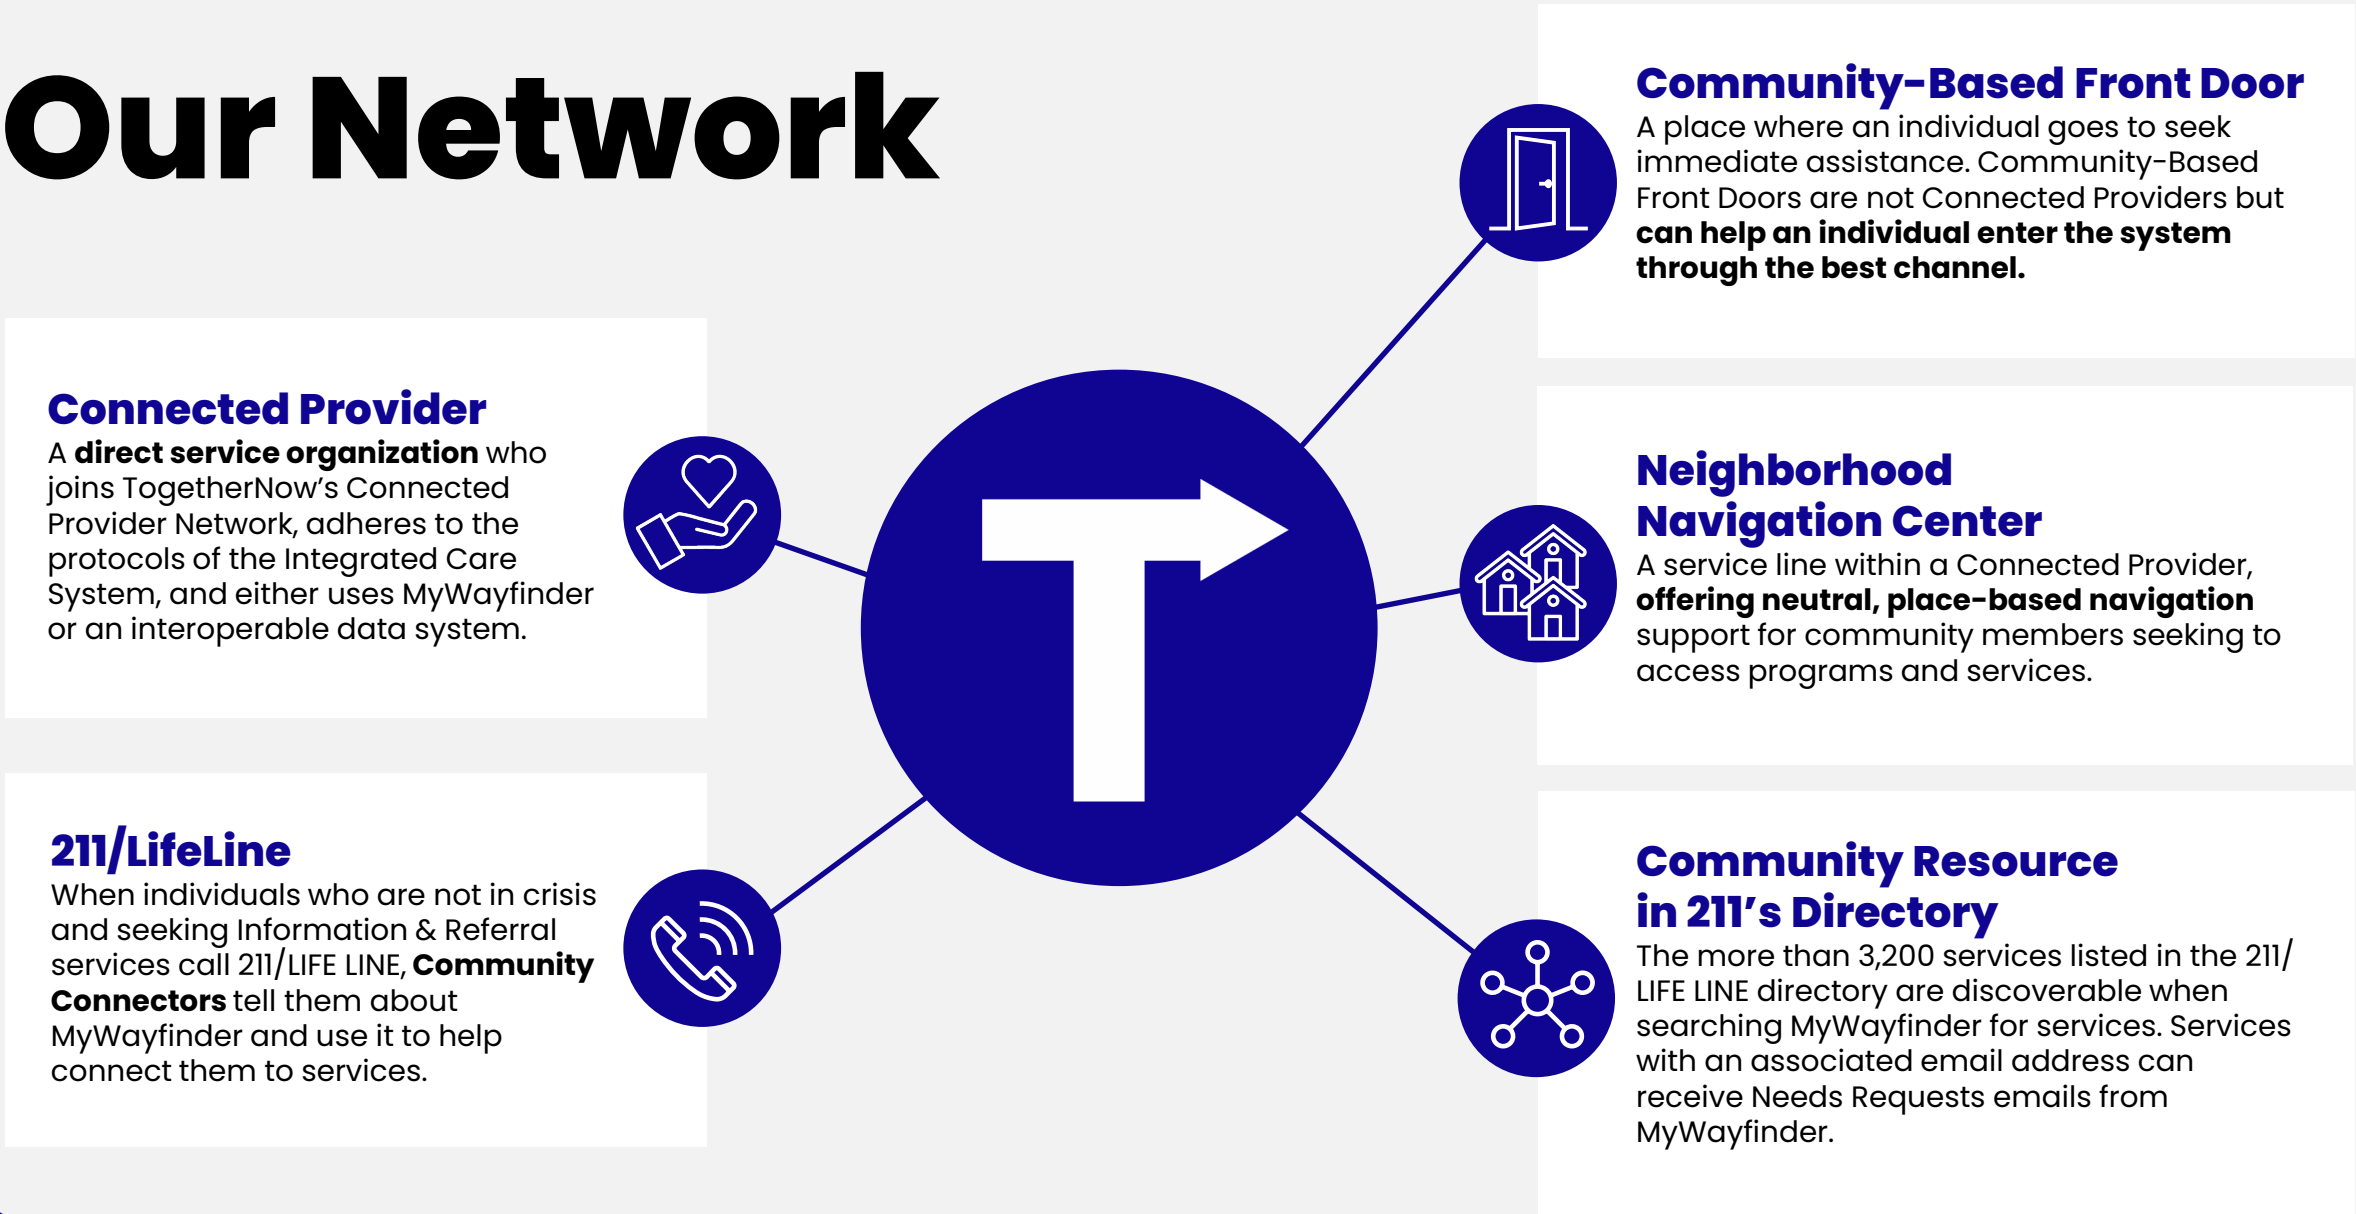 Our Network
Connected Provider
A direct service organization who
joins TogetherNow’s Connected
Provider Network, adheres to the
protocols of the Integrated Care
System, and either uses MyWayfinder
or an interoperable data system.
211/LifeLine
When individuals who are not in crisis
and seeking Information & Referral
services call 211/LIFE LINE, Community
Connectors tell them about
MyWayfinder and use it to help
connect them to services.
T
Community-Based Front Door
A place where an individual goes to seek
immediate assistance. Community-Based
Front Doors are not Connected Providers but
can help an individual enter the system
through the best channel.
Neighborhood
Navigation Center
A service line within a Connected Provider,
offering neutral, place-based navigation
support for community members seeking to
access programs and services.
Community Resource
in 211’s Directory
The more than 3,200 services listed in the 211/
LIFE LINE directory are discoverable when
searching MyWayfinder for services. Services
with an associated email address can
receive Needs Requests emails from
MyWayfinder.